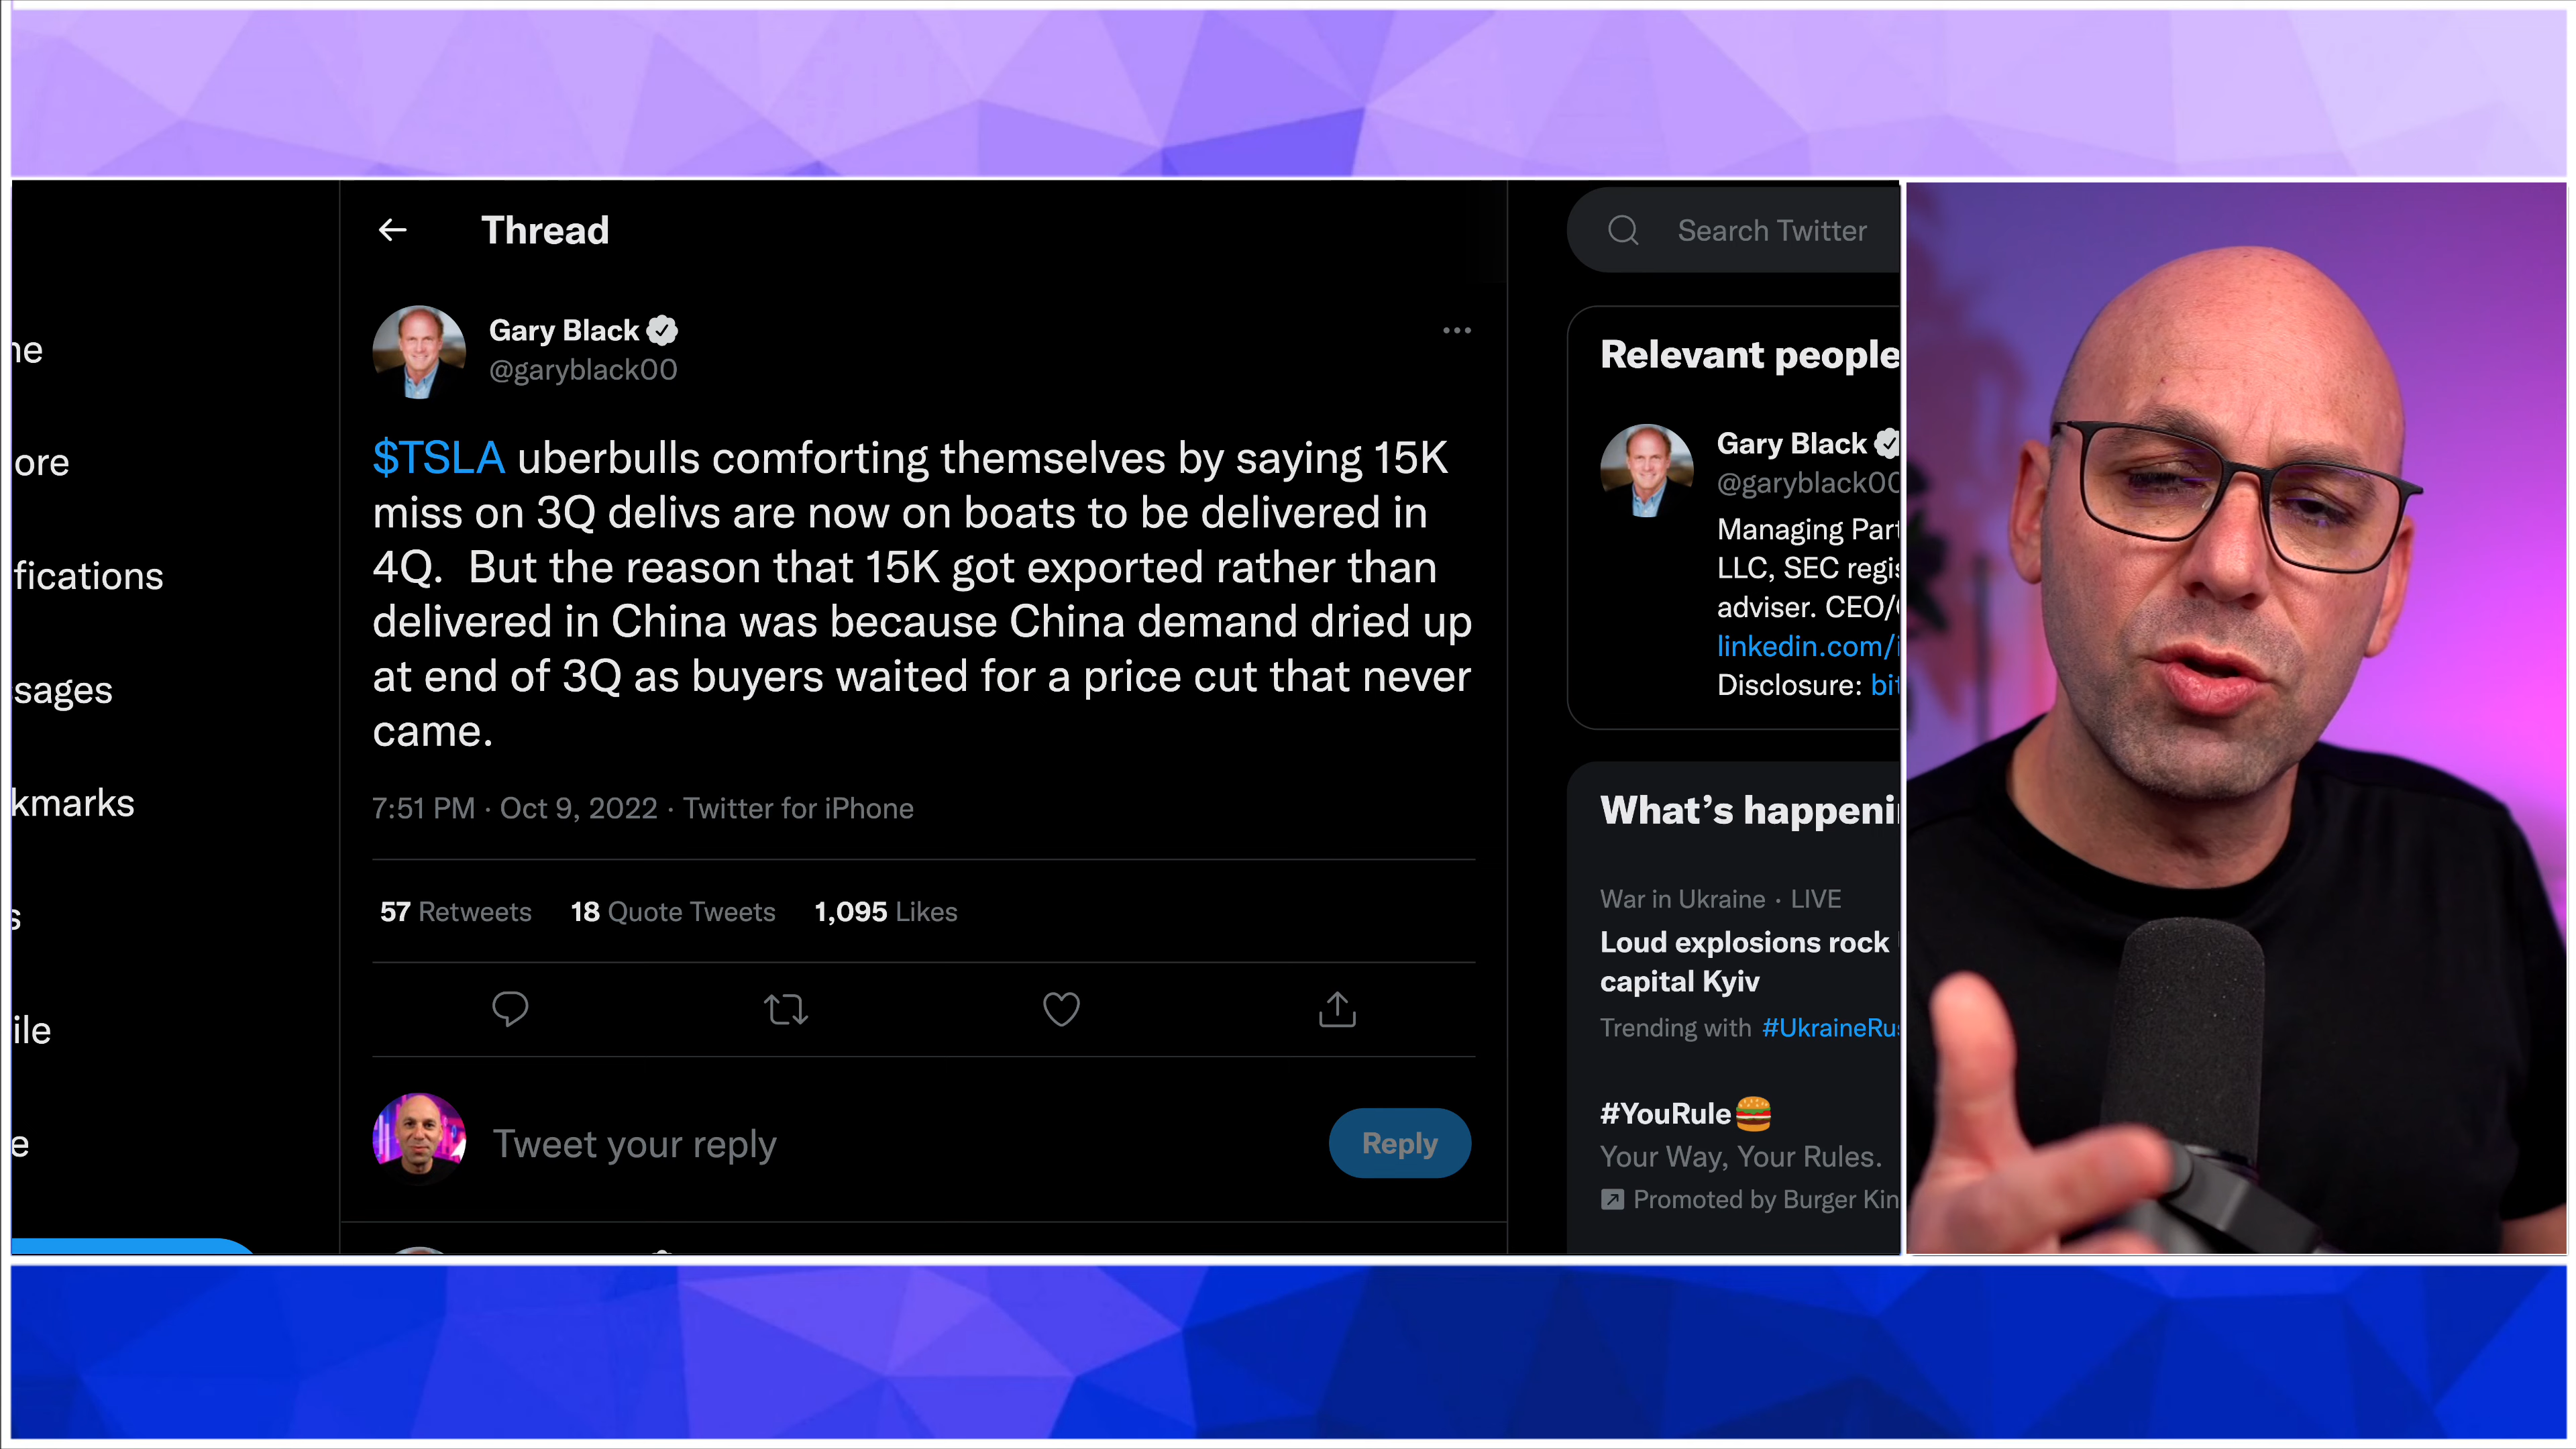 Thread
Search Twitter
Gary Black
@garyblack00
$TSLA uberbulls comforting themselves by saying 15K
miss on 3Q delivs are now on boats to be delivered in
4Q. But the reason that 15K got exported rather than
delivered in China was because China demand dried up
at end of 3Q as buyers waited for a price cut that never
came.
7:51 PM · Oct 9, 2022 · Twitter for iPhone
57 Retweets 18 Quote Tweets 1,095 Likes
Tweet your reply
Reply
ne
ore
fications
sages
kmarks
s
ile
e
Relevant people
Gary Black
@garyblack00
Managing Part
LLC, SEC regis
adviser. CEO/
linkedin.com/i
Disclosure: bit
What's happeni
War in Ukraine · LIVE
Loud explosions rock
capital Kyiv
Trending with #UkraineRus
#YouRule🍔
Your Way, Your Rules.
Promoted by Burger Kin